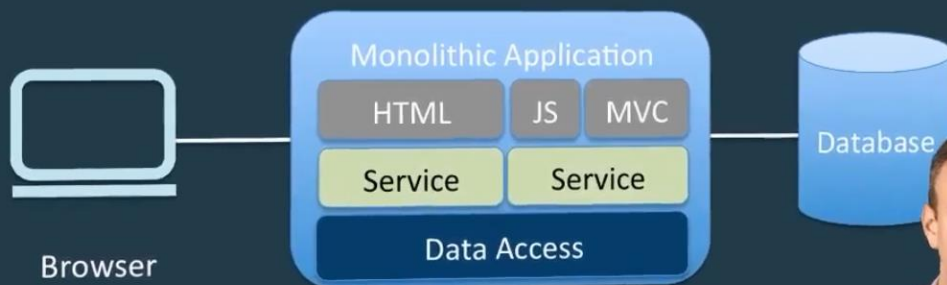 Monolithic Application
HTML JS MVC
Service Service
Data Access
Browser
Database